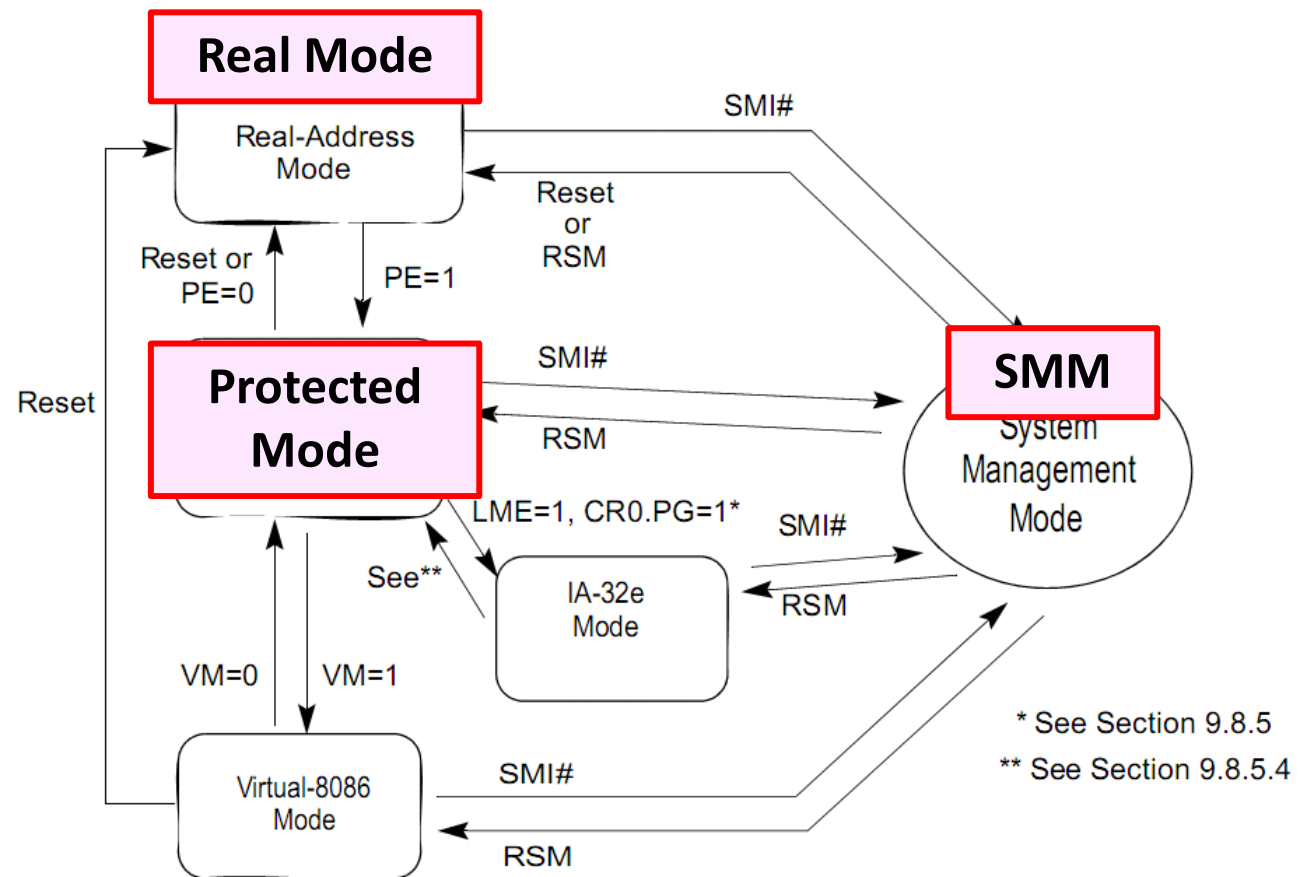 Real Mode
Real-Address
Mode
SMI#
Reset
or
RSM
Reset or
PE=0
PE=1
Protected
Mode
SMI#
RSM
SMM
System
Management
Mode
Reset
LME=1, CR0.PG=1*
SMI#
See**
IA-32e
Mode
RSM
VM=0
VM=1
* See Section 9.8.5
** See Section 9.8.5.4
Virtual-8086
Mode
SMI#
RSM